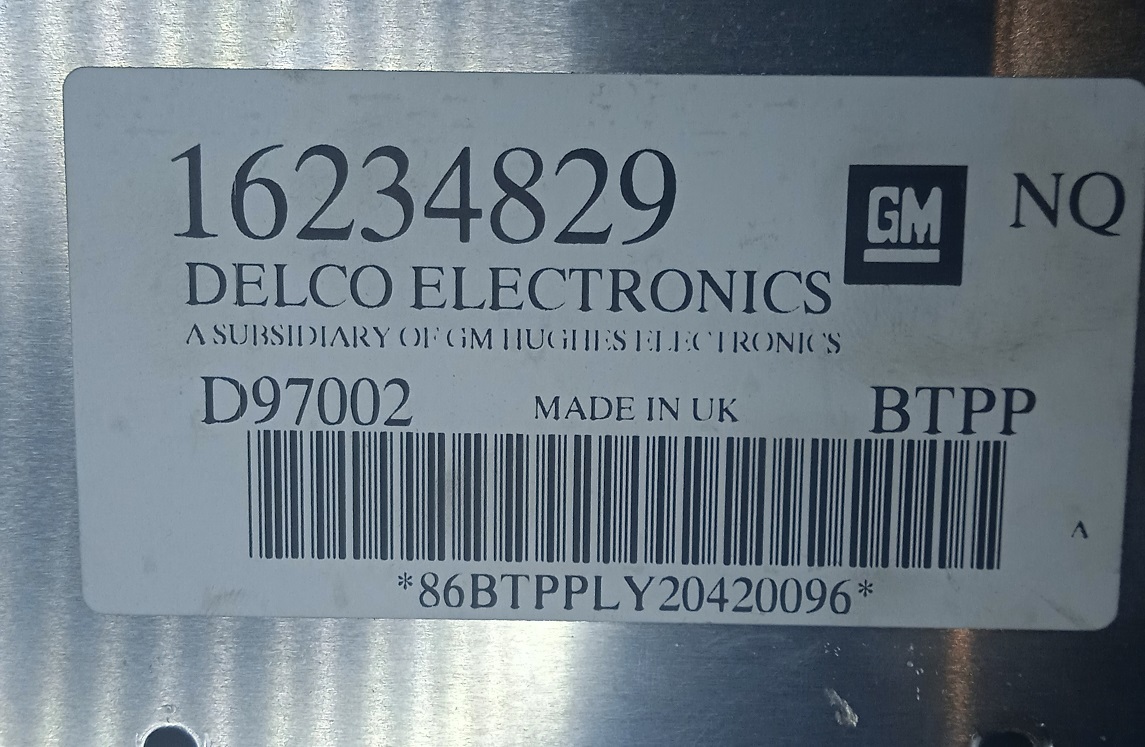 16234829
GM
NQ
DELCO ELECTRONICS
A SUBSIDIARY OF GM HUGHES ELECTRONICS
D97002
MADE IN UK
BTPP
A
*86BTPPLY20420096*